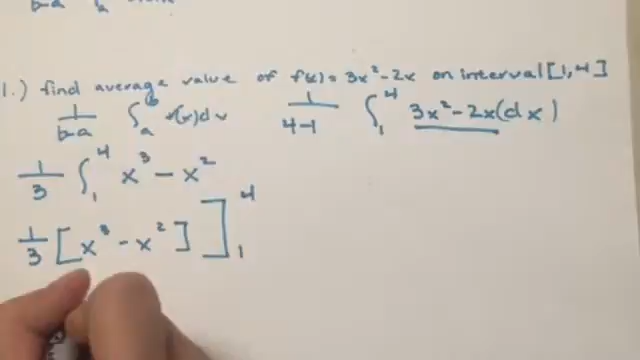 1.) find average value of f(x) = 3x² - 2x on interval [1,4]
1/b-a ∫ₐᵇ f(x)dx 1/4-1 ∫₁⁴ 3x² - 2x (dx)
1/3 ∫₁⁴ x³ - x²
1/3 [x³ - x²] ]₁⁴